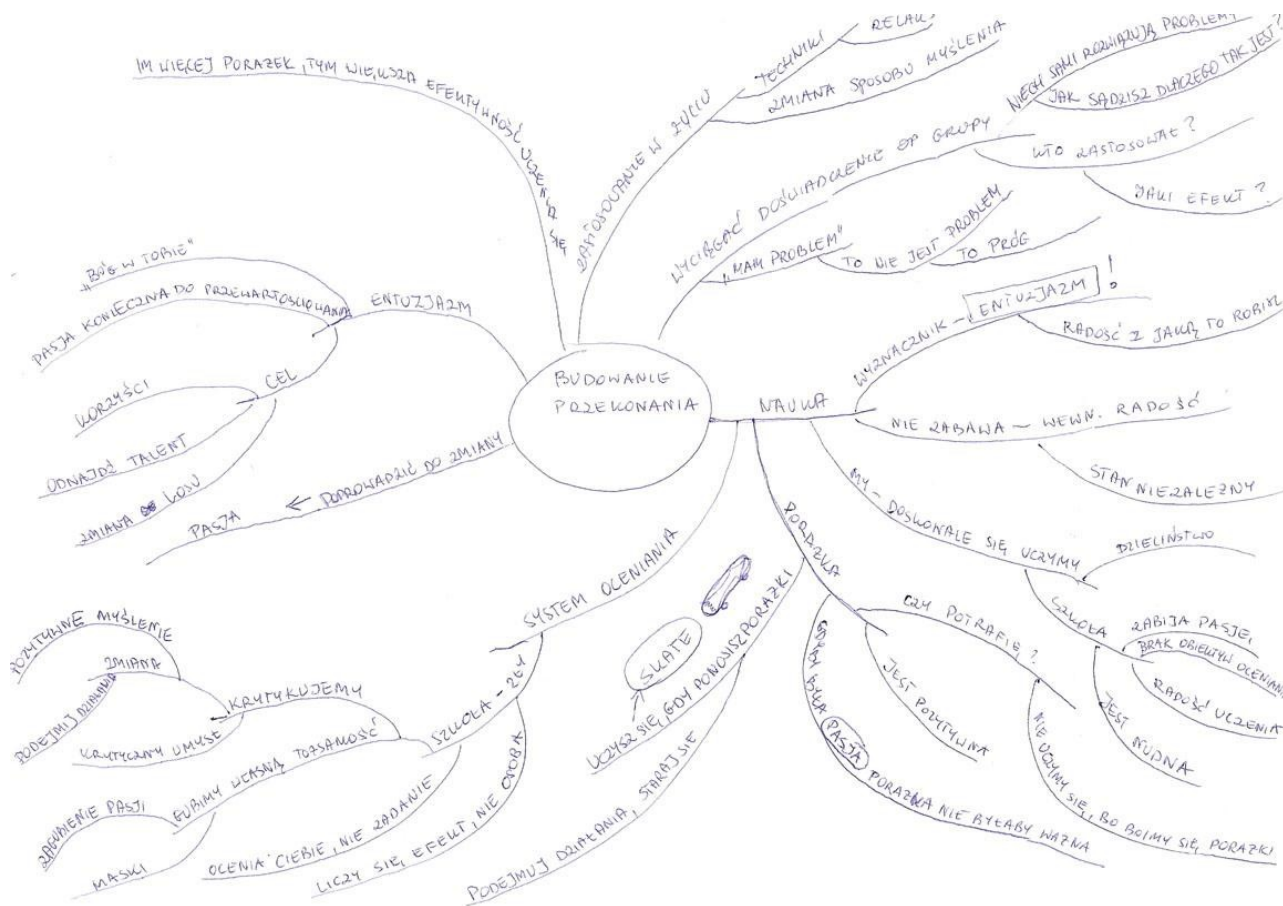 BUDOWANIE
PRZEKONANIA
IM WIĘCEJ PORAŻEK, TYM WIĘKSZA EFEKTYWNOŚĆ UCZENIA SIĘ
ZASTOSOWANIE W ŻYCIU
TECHNIKI
RELAKS
ZMIANA SPOSOBU MYŚLENIA
WYCIĄGAĆ DOŚWIADCZENIE OD GRUPY
NIECH SAMI ROZWIĄZUJĄ PROBLEMY
JAK SĄDZISZ DLACZEGO TAK JEST?
KTO ZASTOSOWAŁ?
JAKI EFEKT?
„MAM PROBLEM"
TO NIE JEST PROBLEM
TO PRÓG
NAUKA
WYZNACZNIK – ENTUZJAZM !
RADOŚĆ Z JAKĄ TO ROBISZ
NIE ZABAWA – WEWN. RADOŚĆ
STAN NIEZALEŻNY
MY – DOSKONALE SIĘ UCZYMY
DZIECIŃSTWO
SZKOŁA
ZABIJA PASJE,
BRAK OBIEKTYW OCENIANIA
RADOŚĆ UCZENIA
JEST NUDNA
PORAŻKA
CZY POTRAFIĘ?
NIE UCZYMY SIĘ, BO BOIMY SIĘ PORAŻKI
JEST POZYTYWNA
GDYBY BYŁA PASJA PORAŻKA NIE BYŁABY WAŻNA
UCZYSZ SIĘ, GDY PONOSISZ PORAŻKI
SKATE
PODEJMUJ DZIAŁANIA, STARAJ SIĘ
SYSTEM OCENIANIA
SZKOŁA - ZŁY
KRYTYKUJEMY
ZMIANA
POZYTYWNE MYŚLENIE
PODEJMIJ DZIAŁANIA
KRYTYCZNY UMYSŁ
GUBIMY WŁASNĄ TOŻSAMOŚĆ
ZAGUBIENIE PASJI
MASKI
OCENIA CIEBIE, NIE ZADANIE
LICZY SIĘ EFEKT, NIE OSOBA
DOPROWADZIĆ DO ZMIANY
PASJA
ENTUZJAZM
„BÓG W TOBIE"
PASJA KONIECZNA DO PRZEWARTOŚCIOWANIA
CEL
KORZYŚCI
ODNAJDŹ TALENT
ZMIANA LOSU